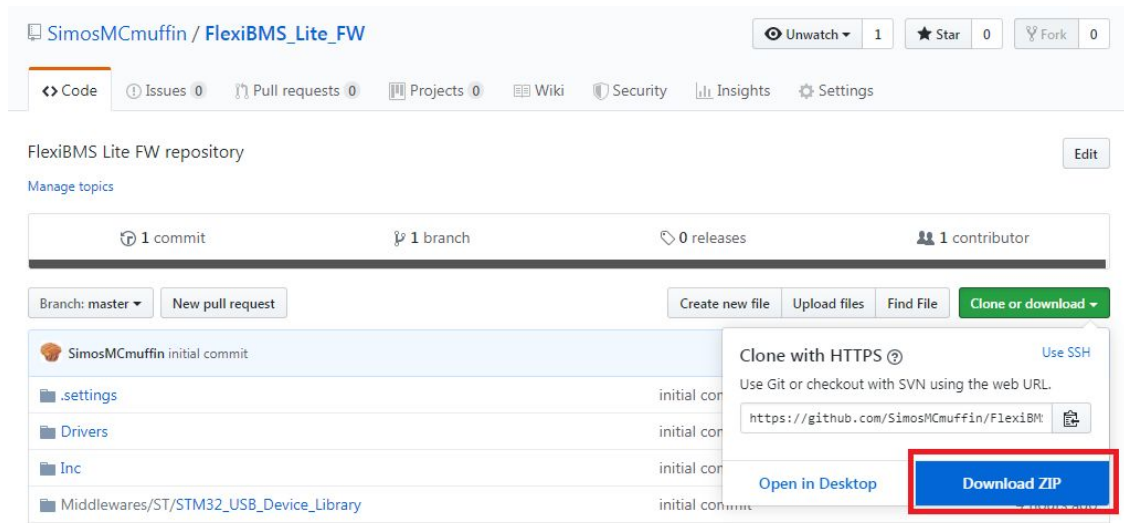 SimosMCmuffin / FlexiBMS_Lite_FW
Unwatch 1 Star 0 Fork 0
Code Issues 0 Pull requests 0 Projects 0 Wiki Security Insights Settings
FlexiBMS Lite FW repository
Edit
Manage topics
1 commit 1 branch 0 releases 1 contributor
Branch: master New pull request Create new file Upload files Find File Clone or download
SimosMCmuffin initial commit
Clone with HTTPS ? Use SSH
Use Git or checkout with SVN using the web URL.
.settings initial com
https://github.com/SimosMCmuffin/FlexiBM
Drivers initial com
Inc initial com
Open in Desktop Download ZIP
Middlewares/ST/STM32_USB_Device_Library initial commit